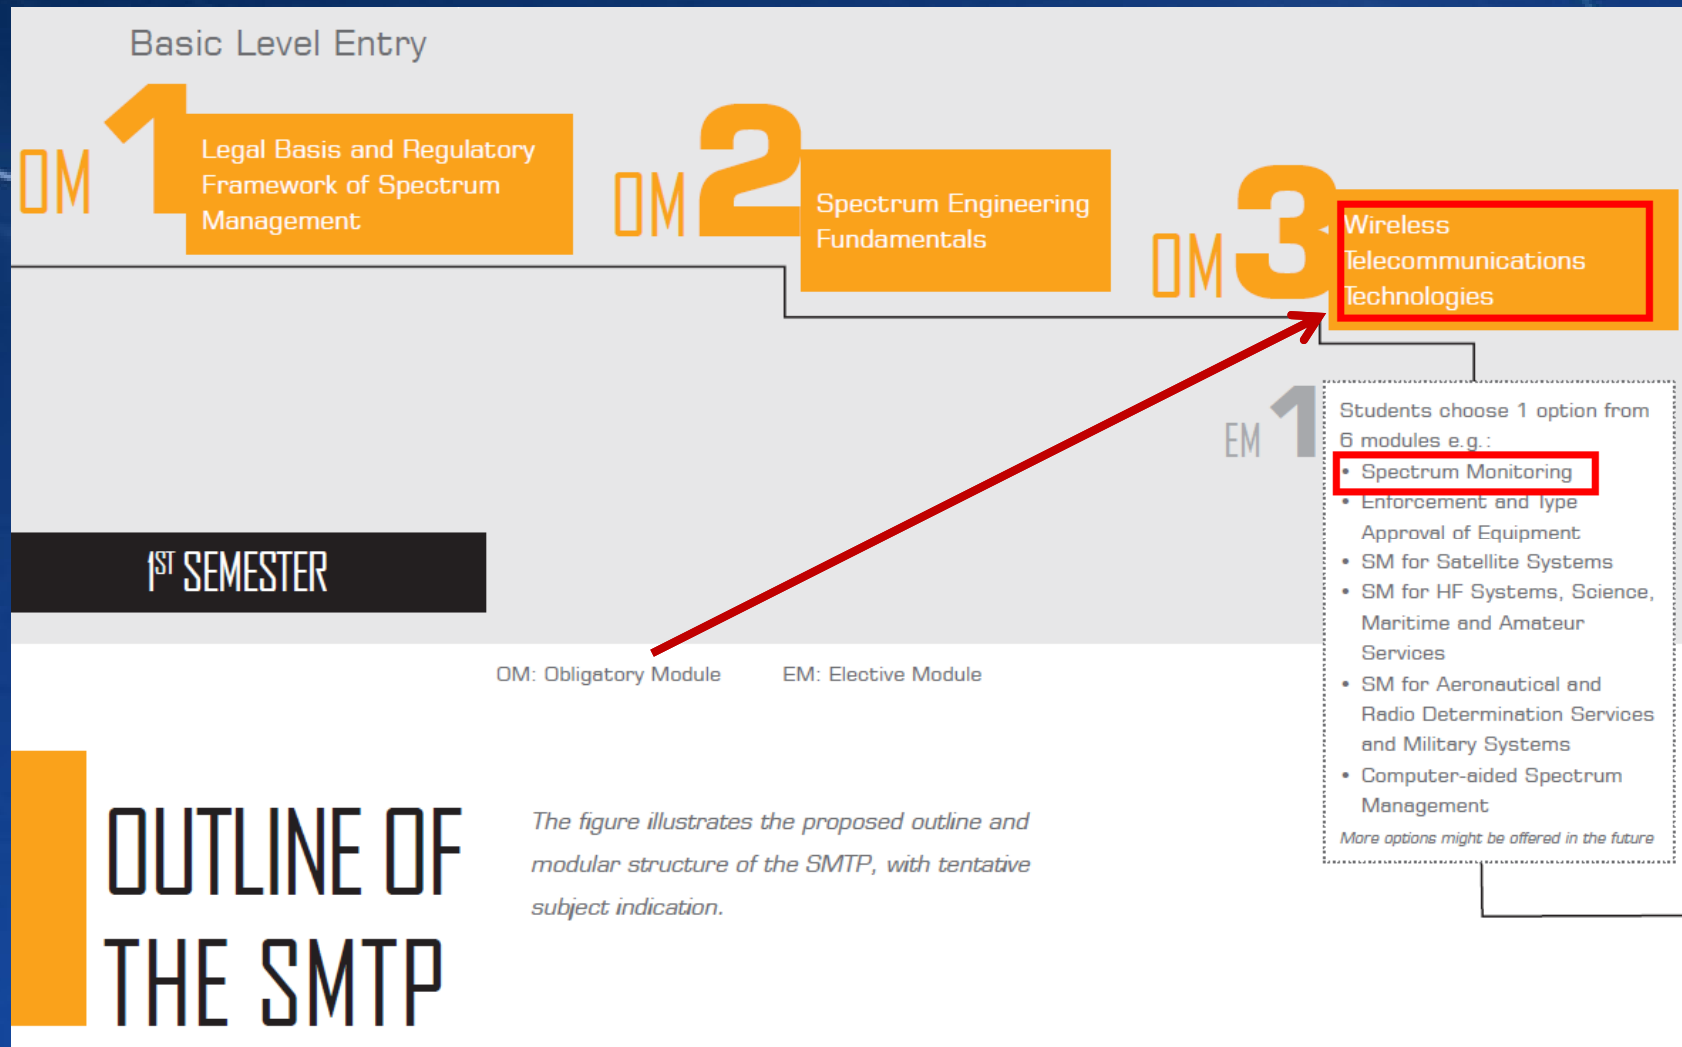 Basic Level Entry
OM 1
Legal Basis and Regulatory
Framework of Spectrum
Management
OM 2
Spectrum Engineering
Fundamentals
OM 3
Wireless
Telecommunications
Technologies
EM 1
Students choose 1 option from
6 modules e.g.:
• Spectrum Monitoring
• Enforcement and Type
Approval of Equipment
• SM for Satellite Systems
• SM for HF Systems, Science,
Maritime and Amateur
Services
• SM for Aeronautical and
Radio Determination Services
and Military Systems
• Computer-aided Spectrum
Management
More options might be offered in the future
1ST SEMESTER
OM: Obligatory Module EM: Elective Module
OUTLINE OF
THE SMTP
The figure illustrates the proposed outline and
modular structure of the SMTP, with tentative
subject indication.